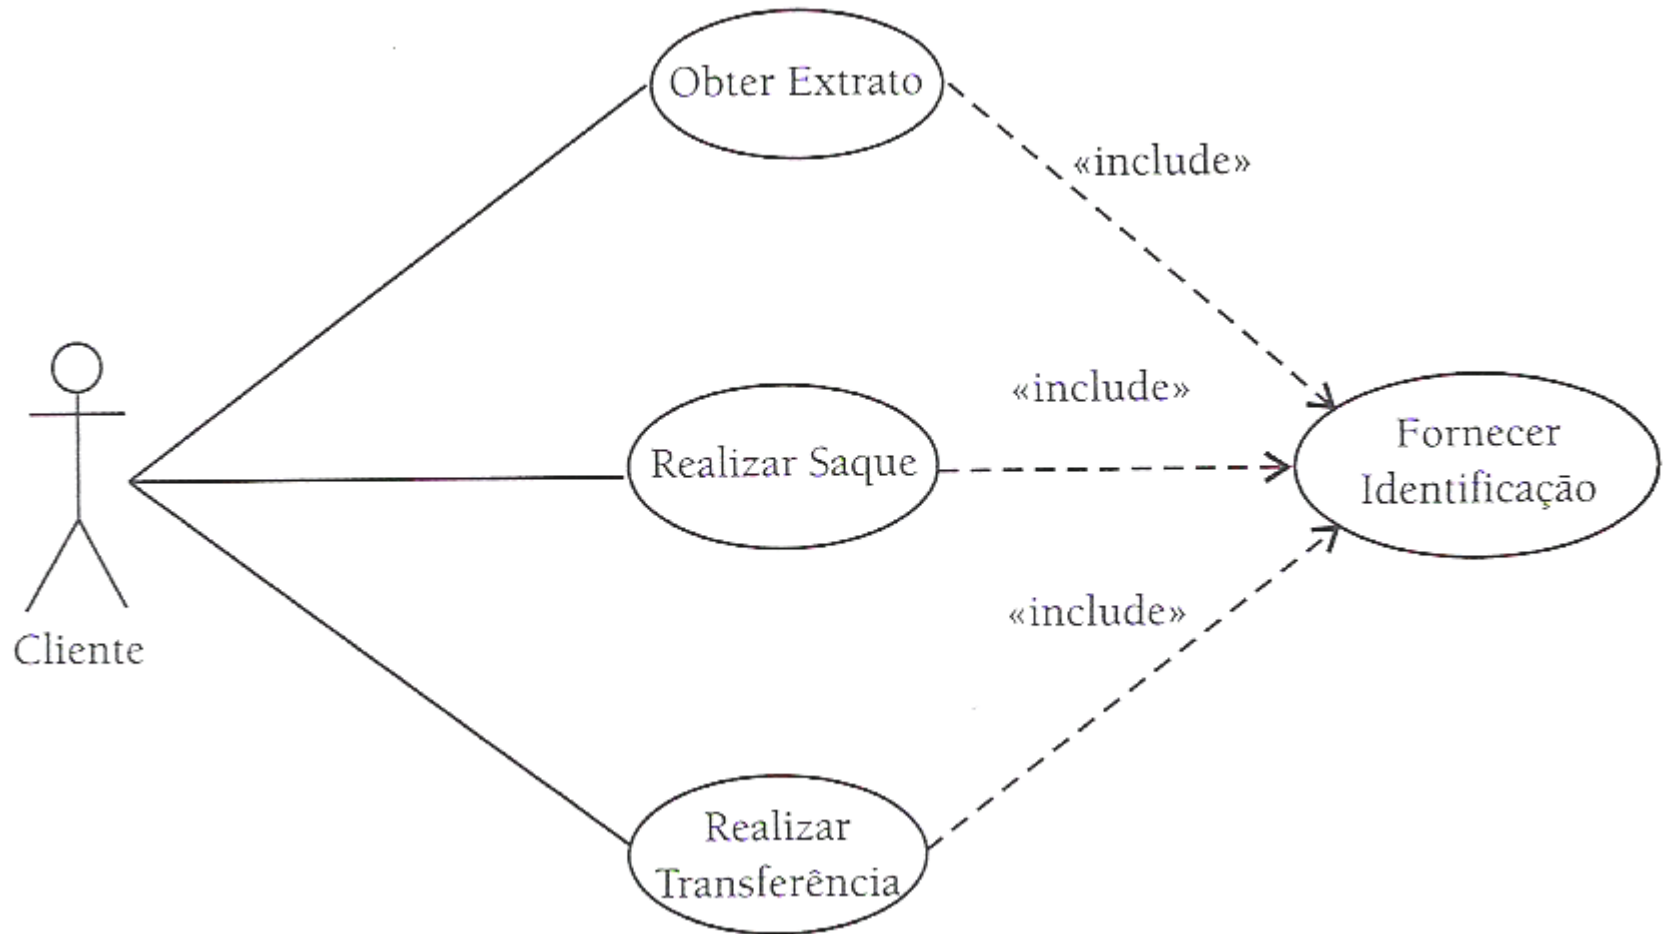 Obter Extrato
«include»
«include»
Realizar Saque
Fornecer
Identificação
«include»
Cliente
Realizar
Transferência